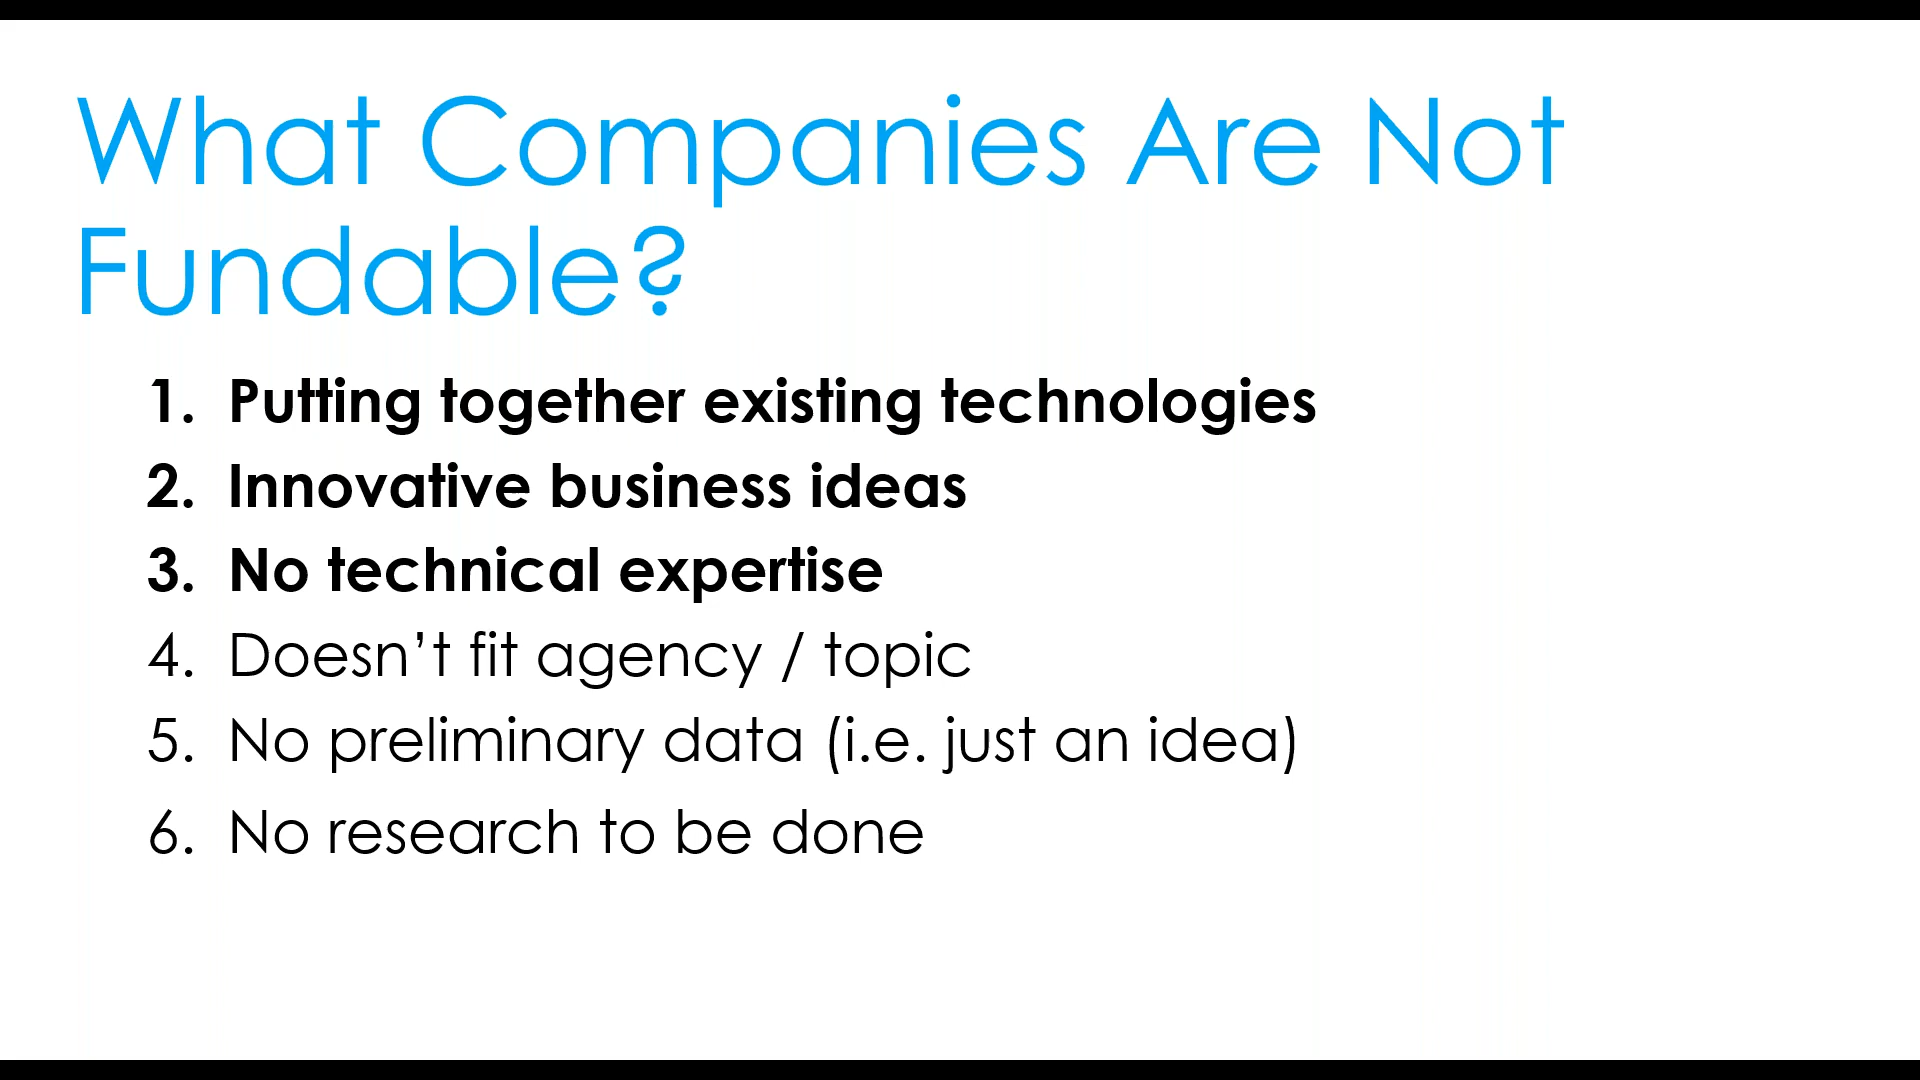 What Companies Are Not
Fundable?
1. Putting together existing technologies
2. Innovative business ideas
3. No technical expertise
4. Doesn’t fit agency / topic
5. No preliminary data (i.e. just an idea)
6. No research to be done